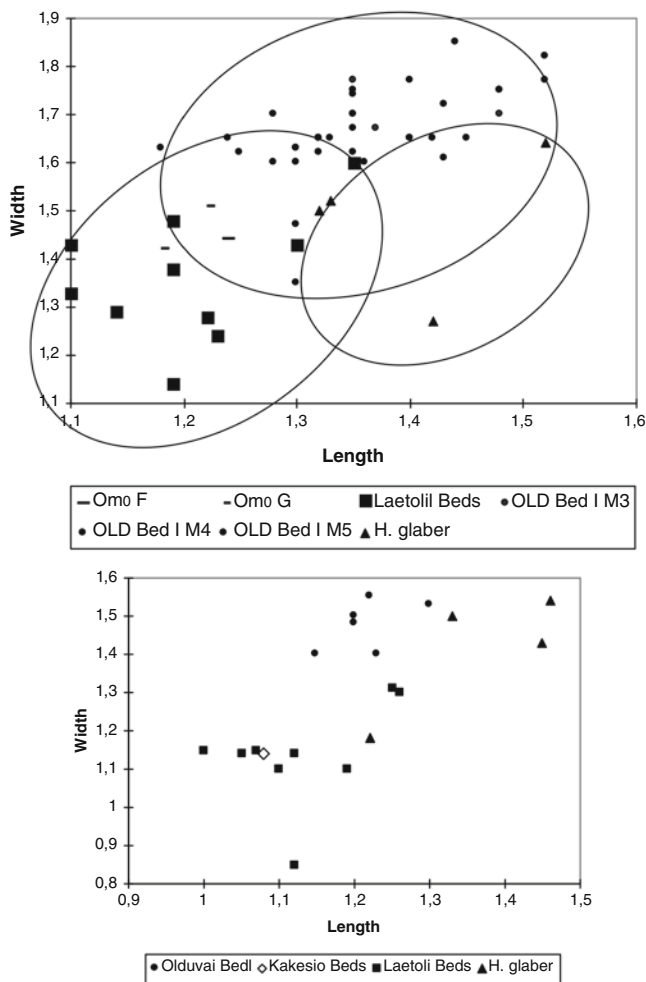 1,9
1,8
1,7
1,6
1,5
1,4
1,3
1,2
1,1
Width
1,1 1,2 1,3 1,4 1,5 1,6
Length
Omo F Omo G Laetolil Beds OLD Bed I M3
OLD Bed I M4 OLD Bed I M5 H. glaber
1,6
1,5
1,4
1,3
1,2
1,1
1
0,9
0,8
Width
0,9 1 1,1 1,2 1,3 1,4 1,5
Length
Olduvai BedI Kakesio Beds Laetoli Beds H. glaber